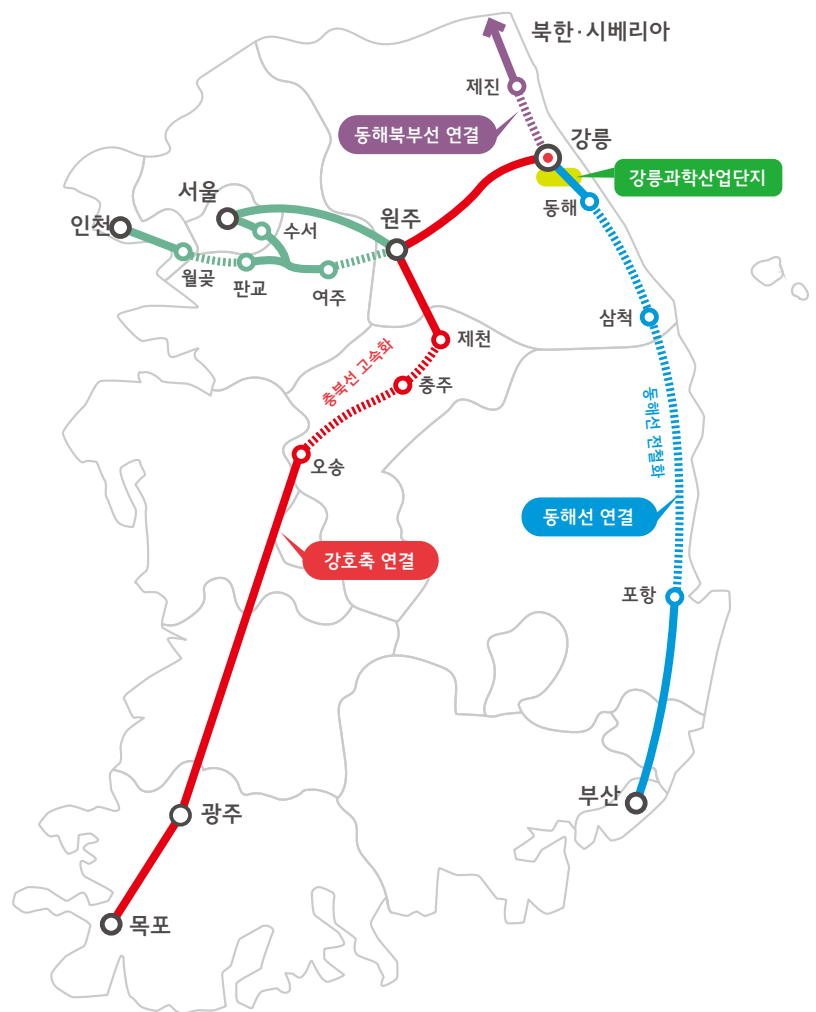 북한·시베리아
제진
동해북부선 연결
강릉
강릉과학산업단지
서울
동해
인천
수서
원주
월곶
판교
여주
삼척
제천
충북선 고속화
충주
동해선 전철화
오송
동해선 연결
강호축 연결
포항
부산
광주
목포